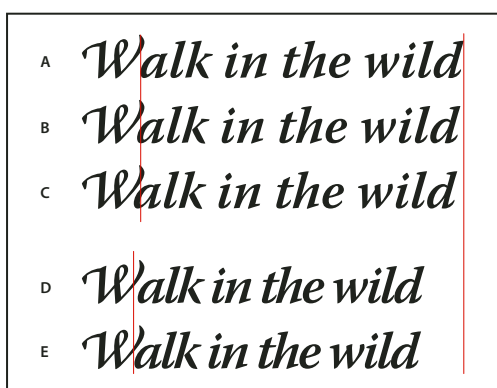 A Walk in the wild
B Walk in the wild
C Walk in the wild
D Walk in the wild
E Walk in the wild